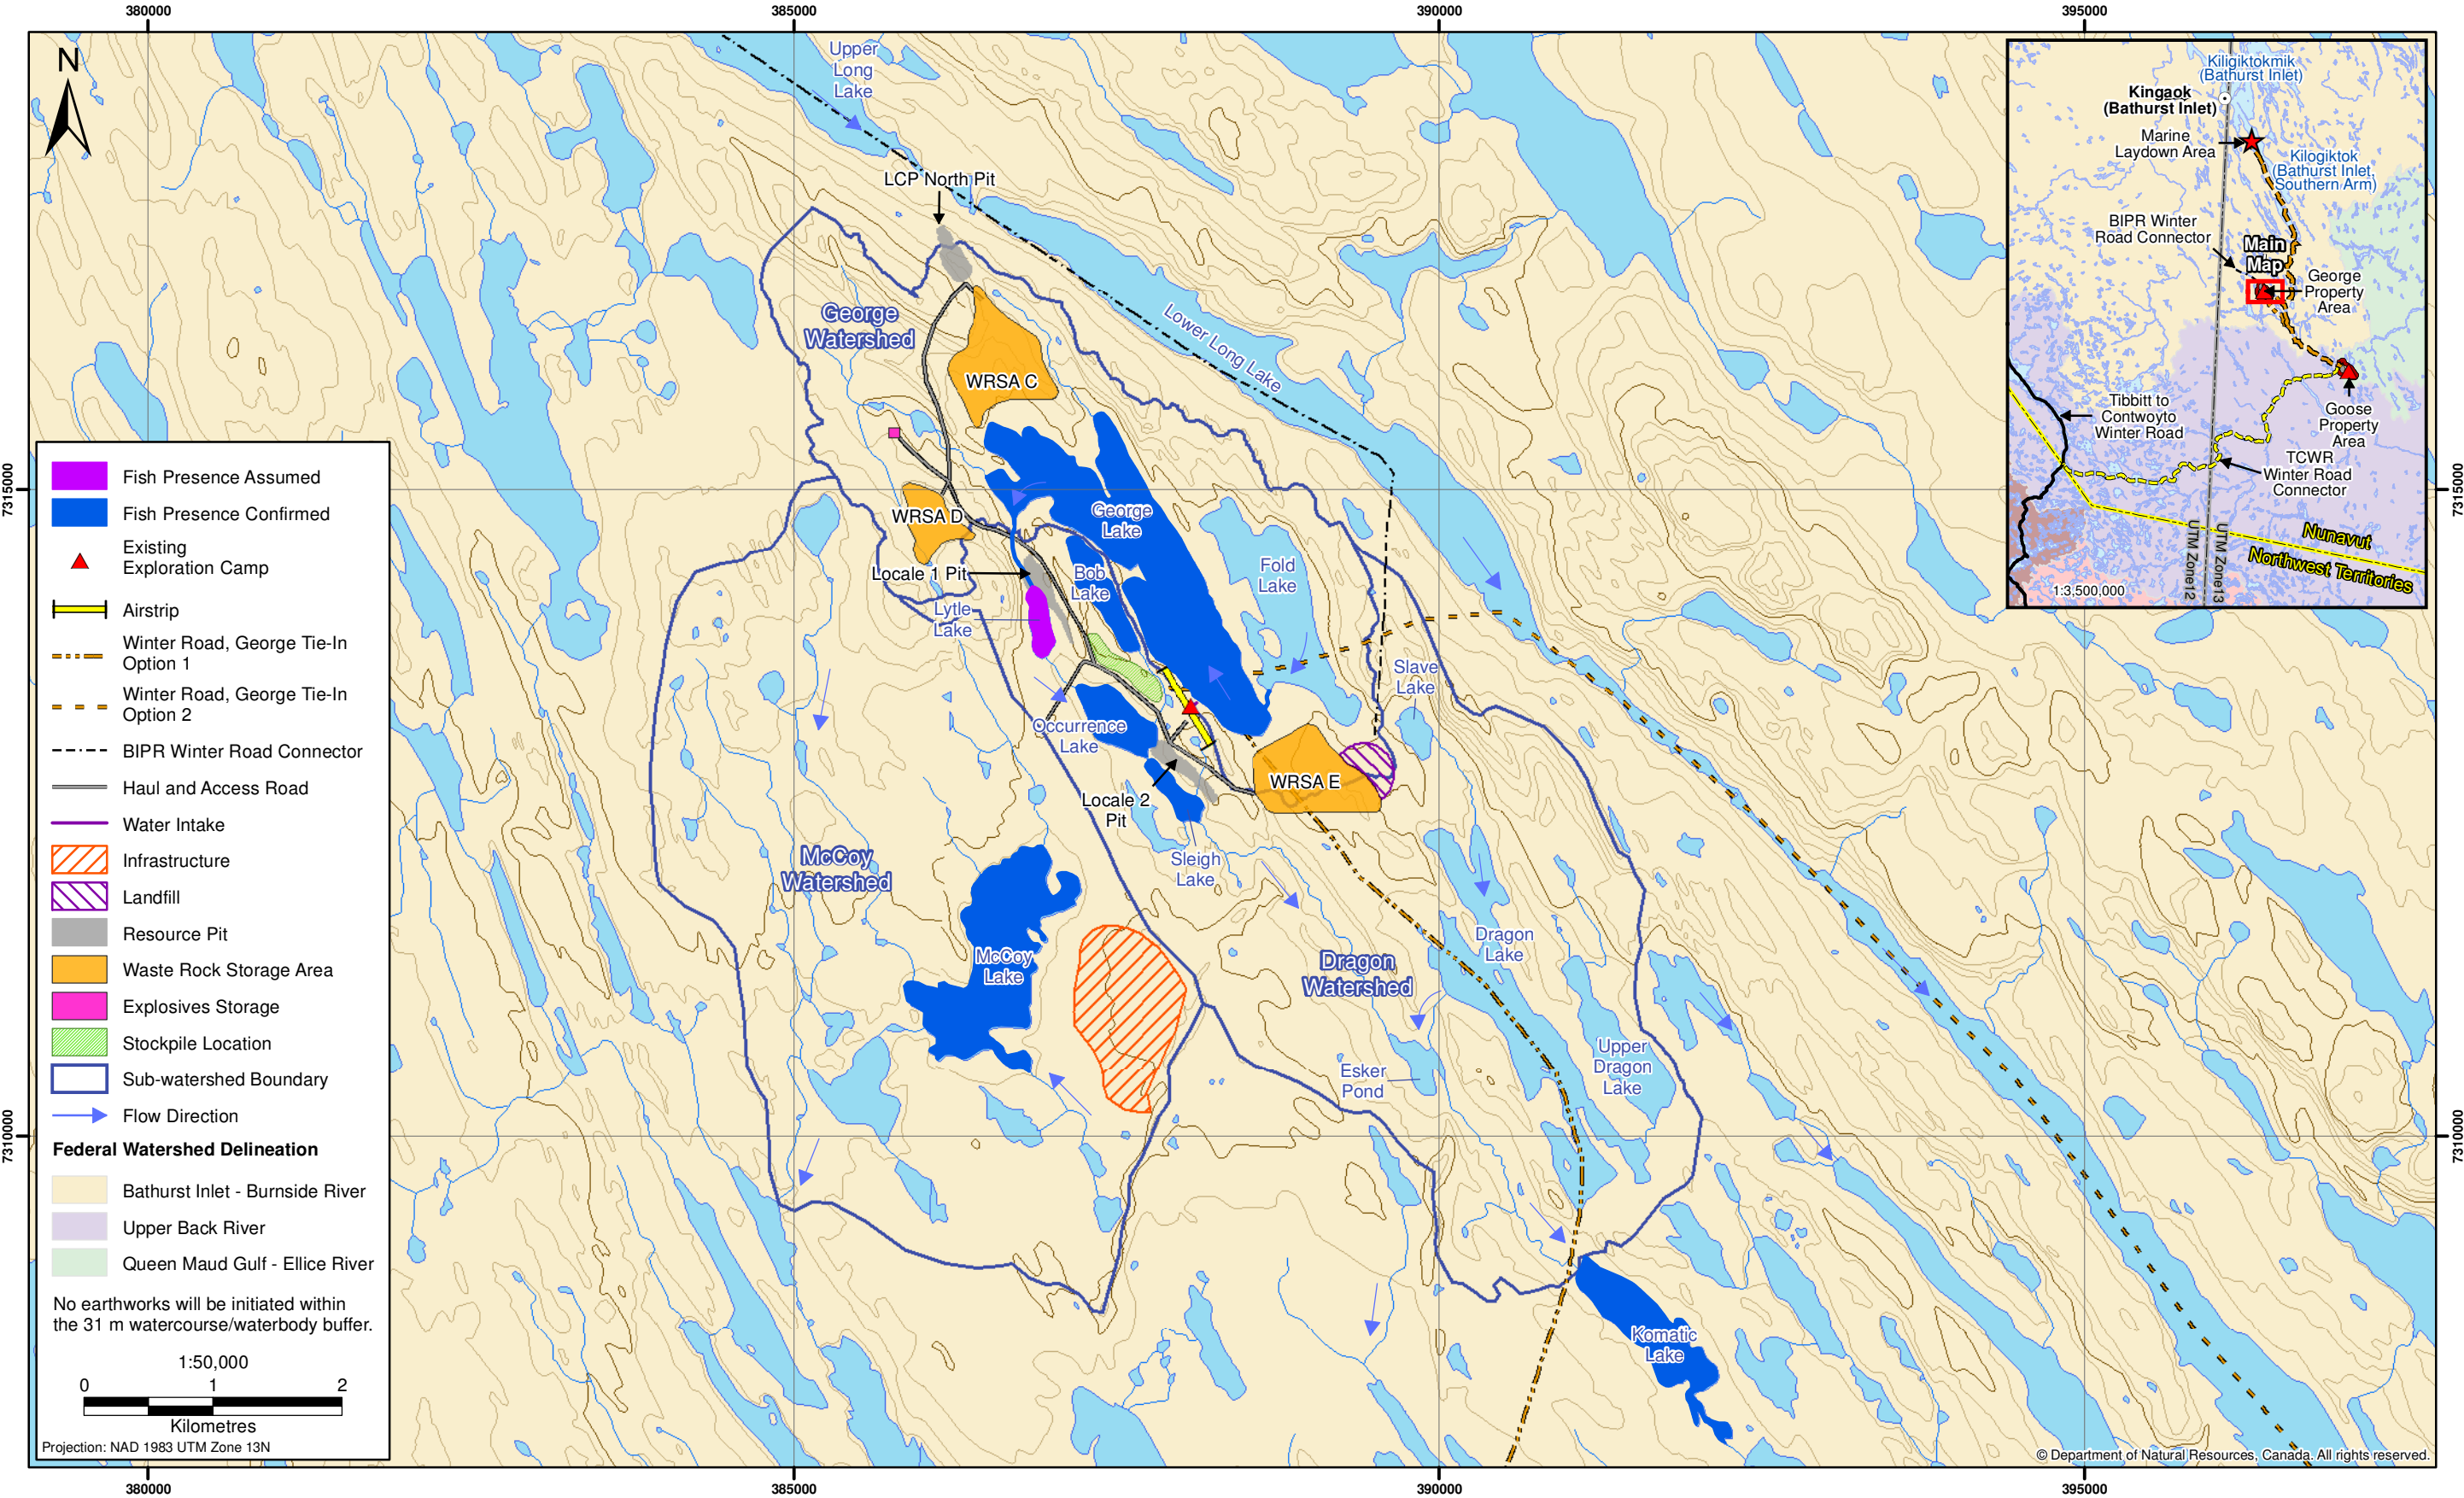 380000
385000
390000
395000
N
Upper
Long
Lake
LCP North Pit
George
Watershed
WRSA C
Lower Long Lake
WRSA D
George
Lake
Locale 1 Pit
Bob
Lake
Fold
Lake
Lytle
Lake
Slave
Lake
Occurrence
Lake
WRSA E
Locale 2
Pit
McCoy
Watershed
Sleigh
Lake
McCoy
Lake
Dragon
Lake
Dragon
Watershed
Upper
Dragon
Lake
Esker
Pond
Komatic
Lake
7315000
7310000
7315000
7310000
Kiligiktokmik
(Bathurst Inlet)
Kingaok
(Bathurst Inlet)
Marine
Laydown Area
Kilogiktok
(Bathurst Inlet,
Southern Arm)
BIPR Winter
Road Connector
Main
Map
George
Property
Area
Tibbitt to
Contwoyto
Winter Road
Goose
Property
Area
TCWR
Winter Road
Connector
UTM Zone12
UTM Zone13
Nunavut
Northwest Territories
1:3,500,000
Fish Presence Assumed
Fish Presence Confirmed
Existing
Exploration Camp
Airstrip
Winter Road, George Tie-In
Option 1
Winter Road, George Tie-In
Option 2
BIPR Winter Road Connector
Haul and Access Road
Water Intake
Infrastructure
Landfill
Resource Pit
Waste Rock Storage Area
Explosives Storage
Stockpile Location
Sub-watershed Boundary
Flow Direction
Federal Watershed Delineation
Bathurst Inlet - Burnside River
Upper Back River
Queen Maud Gulf - Ellice River
No earthworks will be initiated within
the 31 m watercourse/waterbody buffer.
1:50,000
0 1 2
Kilometres
Projection: NAD 1983 UTM Zone 13N
© Department of Natural Resources, Canada. All rights reserved.
380000
385000
390000
395000